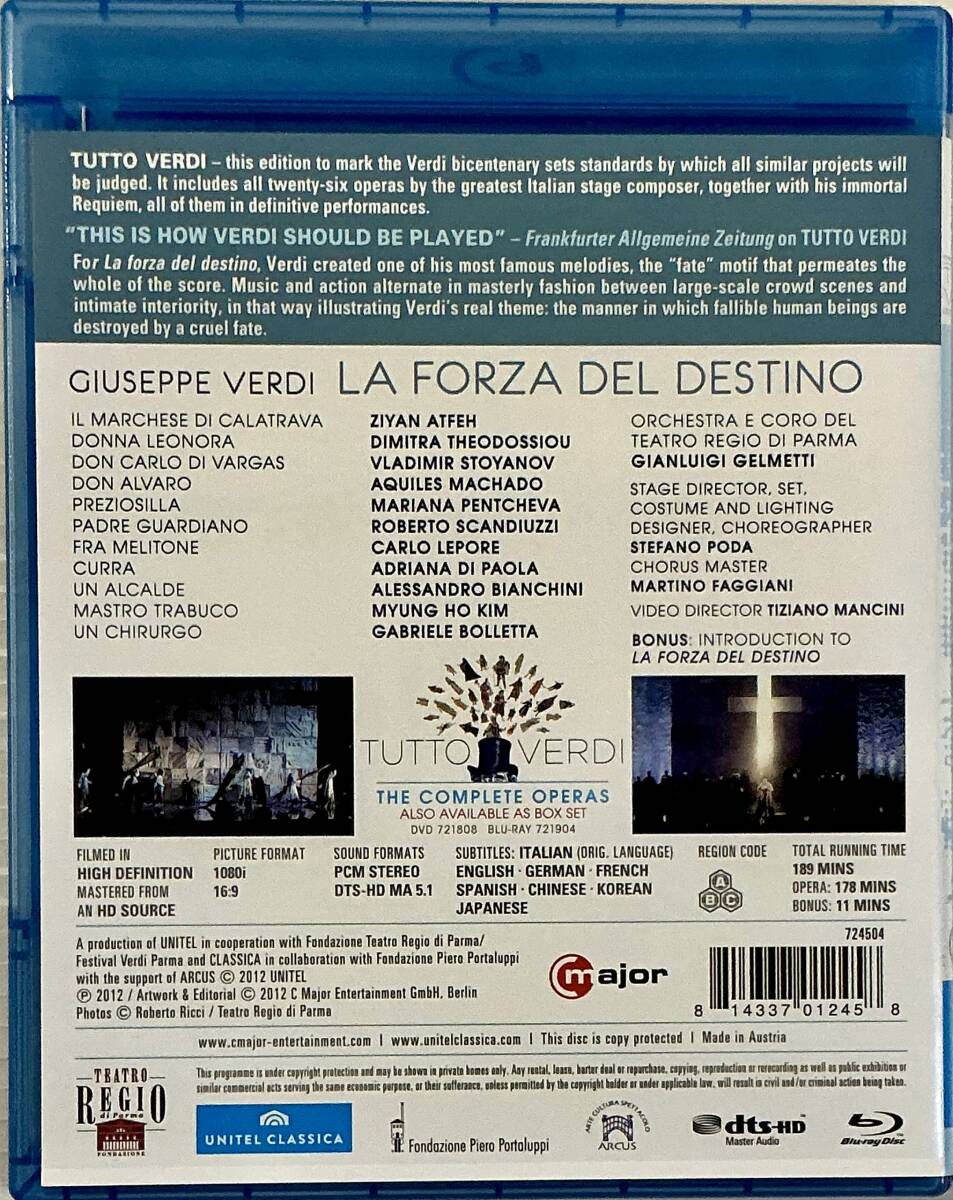 TUTTO VERDI – this edition to mark the Verdi bicentenary sets standards by which all similar projects will
be judged. It includes all twenty-six operas by the greatest Italian stage composer, together with his immortal
Requiem, all of them in definitive performances.
“THIS IS HOW VERDI SHOULD BE PLAYED” – Frankfurter Allgemeine Zeitung on TUTTO VERDI
For La forza del destino, Verdi created one of his most famous melodies, the “fate” motif that permeates the
whole of the score. Music and action alternate in masterly fashion between large-scale crowd scenes and
intimate interiority, in that way illustrating Verdi’s real theme: the manner in which fallible human beings are
destroyed by a cruel fate.
GIUSEPPE VERDI LA FORZA DEL DESTINO
IL MARCHESE DI CALATRAVA ZIYAN ATFEH
DONNA LEONORA DIMITRA THEODOSSIOU
DON CARLO DI VARGAS VLADIMIR STOYANOV
DON ALVARO AQUILES MACHADO
PREZIOSILLA MARIANA PENTCHEVA
PADRE GUARDIANO ROBERTO SCANDIUZZI
FRA MELITONE CARLO LEPORE
CURRA ADRIANA DI PAOLA
UN ALCALDE ALESSANDRO BIANCHINI
MASTRO TRABUCO MYUNG HO KIM
UN CHIRURGO GABRIELE BOLLETTA
ORCHESTRA E CORO DEL
TEATRO REGIO DI PARMA
GIANLUIGI GELMETTI
STAGE DIRECTOR, SET,
COSTUME AND LIGHTING
DESIGNER, CHOREOGRAPHER
STEFANO PODA
CHORUS MASTER
MARTINO FAGGIANI
VIDEO DIRECTOR TIZIANO MANCINI
BONUS: INTRODUCTION TO
LA FORZA DEL DESTINO
TUTTO VERDI
THE COMPLETE OPERAS
ALSO AVAILABLE AS BOX SET
DVD 721808 BLU-RAY 721904
FILMED IN
HIGH DEFINITION
MASTERED FROM
AN HD SOURCE
PICTURE FORMAT
1080i
16:9
SOUND FORMATS
PCM STEREO
DTS-HD MA 5.1
SUBTITLES: ITALIAN (ORIG. LANGUAGE)
ENGLISH · GERMAN · FRENCH
SPANISH · CHINESE · KOREAN
JAPANESE
REGION CODE
A
B C
TOTAL RUNNING TIME
189 MINS
OPERA: 178 MINS
BONUS: 11 MINS
A production of UNITEL in cooperation with Fondazione Teatro Regio di Parma/
Festival Verdi Parma and CLASSICA in collaboration with Fondazione Piero Portaluppi
with the support of ARCUS © 2012 UNITEL
℗ 2012 / Artwork & Editorial © 2012 C Major Entertainment GmbH, Berlin
Photos © Roberto Ricci / Teatro Regio di Parma
c major
724504
8 14337 01245 8
www.cmajor-entertainment.com I www.unitelclassica.com I This disc is copy protected I Made in Austria
TEATRO
REGIO
di Parma
FONDAZIONE
This programme is under copyright protection and may be shown in private homes only. Any rental, lease, barter deal or repurchase, copying, reproduction or rerecording as well as public exhibition or
similar commercial acts serving the same economic purpose, or their sufferance, unless permitted by the copyright holder or under applicable law, will result in civil and/or criminal action being taken.
UNITEL CLASSICA
Fondazione Piero Portaluppi
ARTE CULTURA SPETTACOLO
ARCUS
dts-HD
Master Audio
Blu-ray Disc